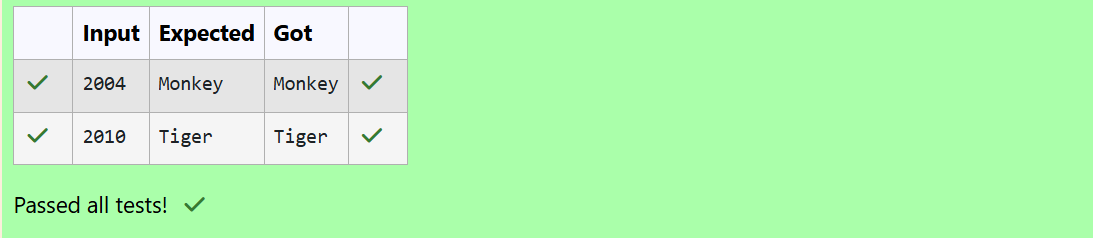 Input Expected Got
2004 Monkey Monkey
2010 Tiger Tiger
Passed all tests!